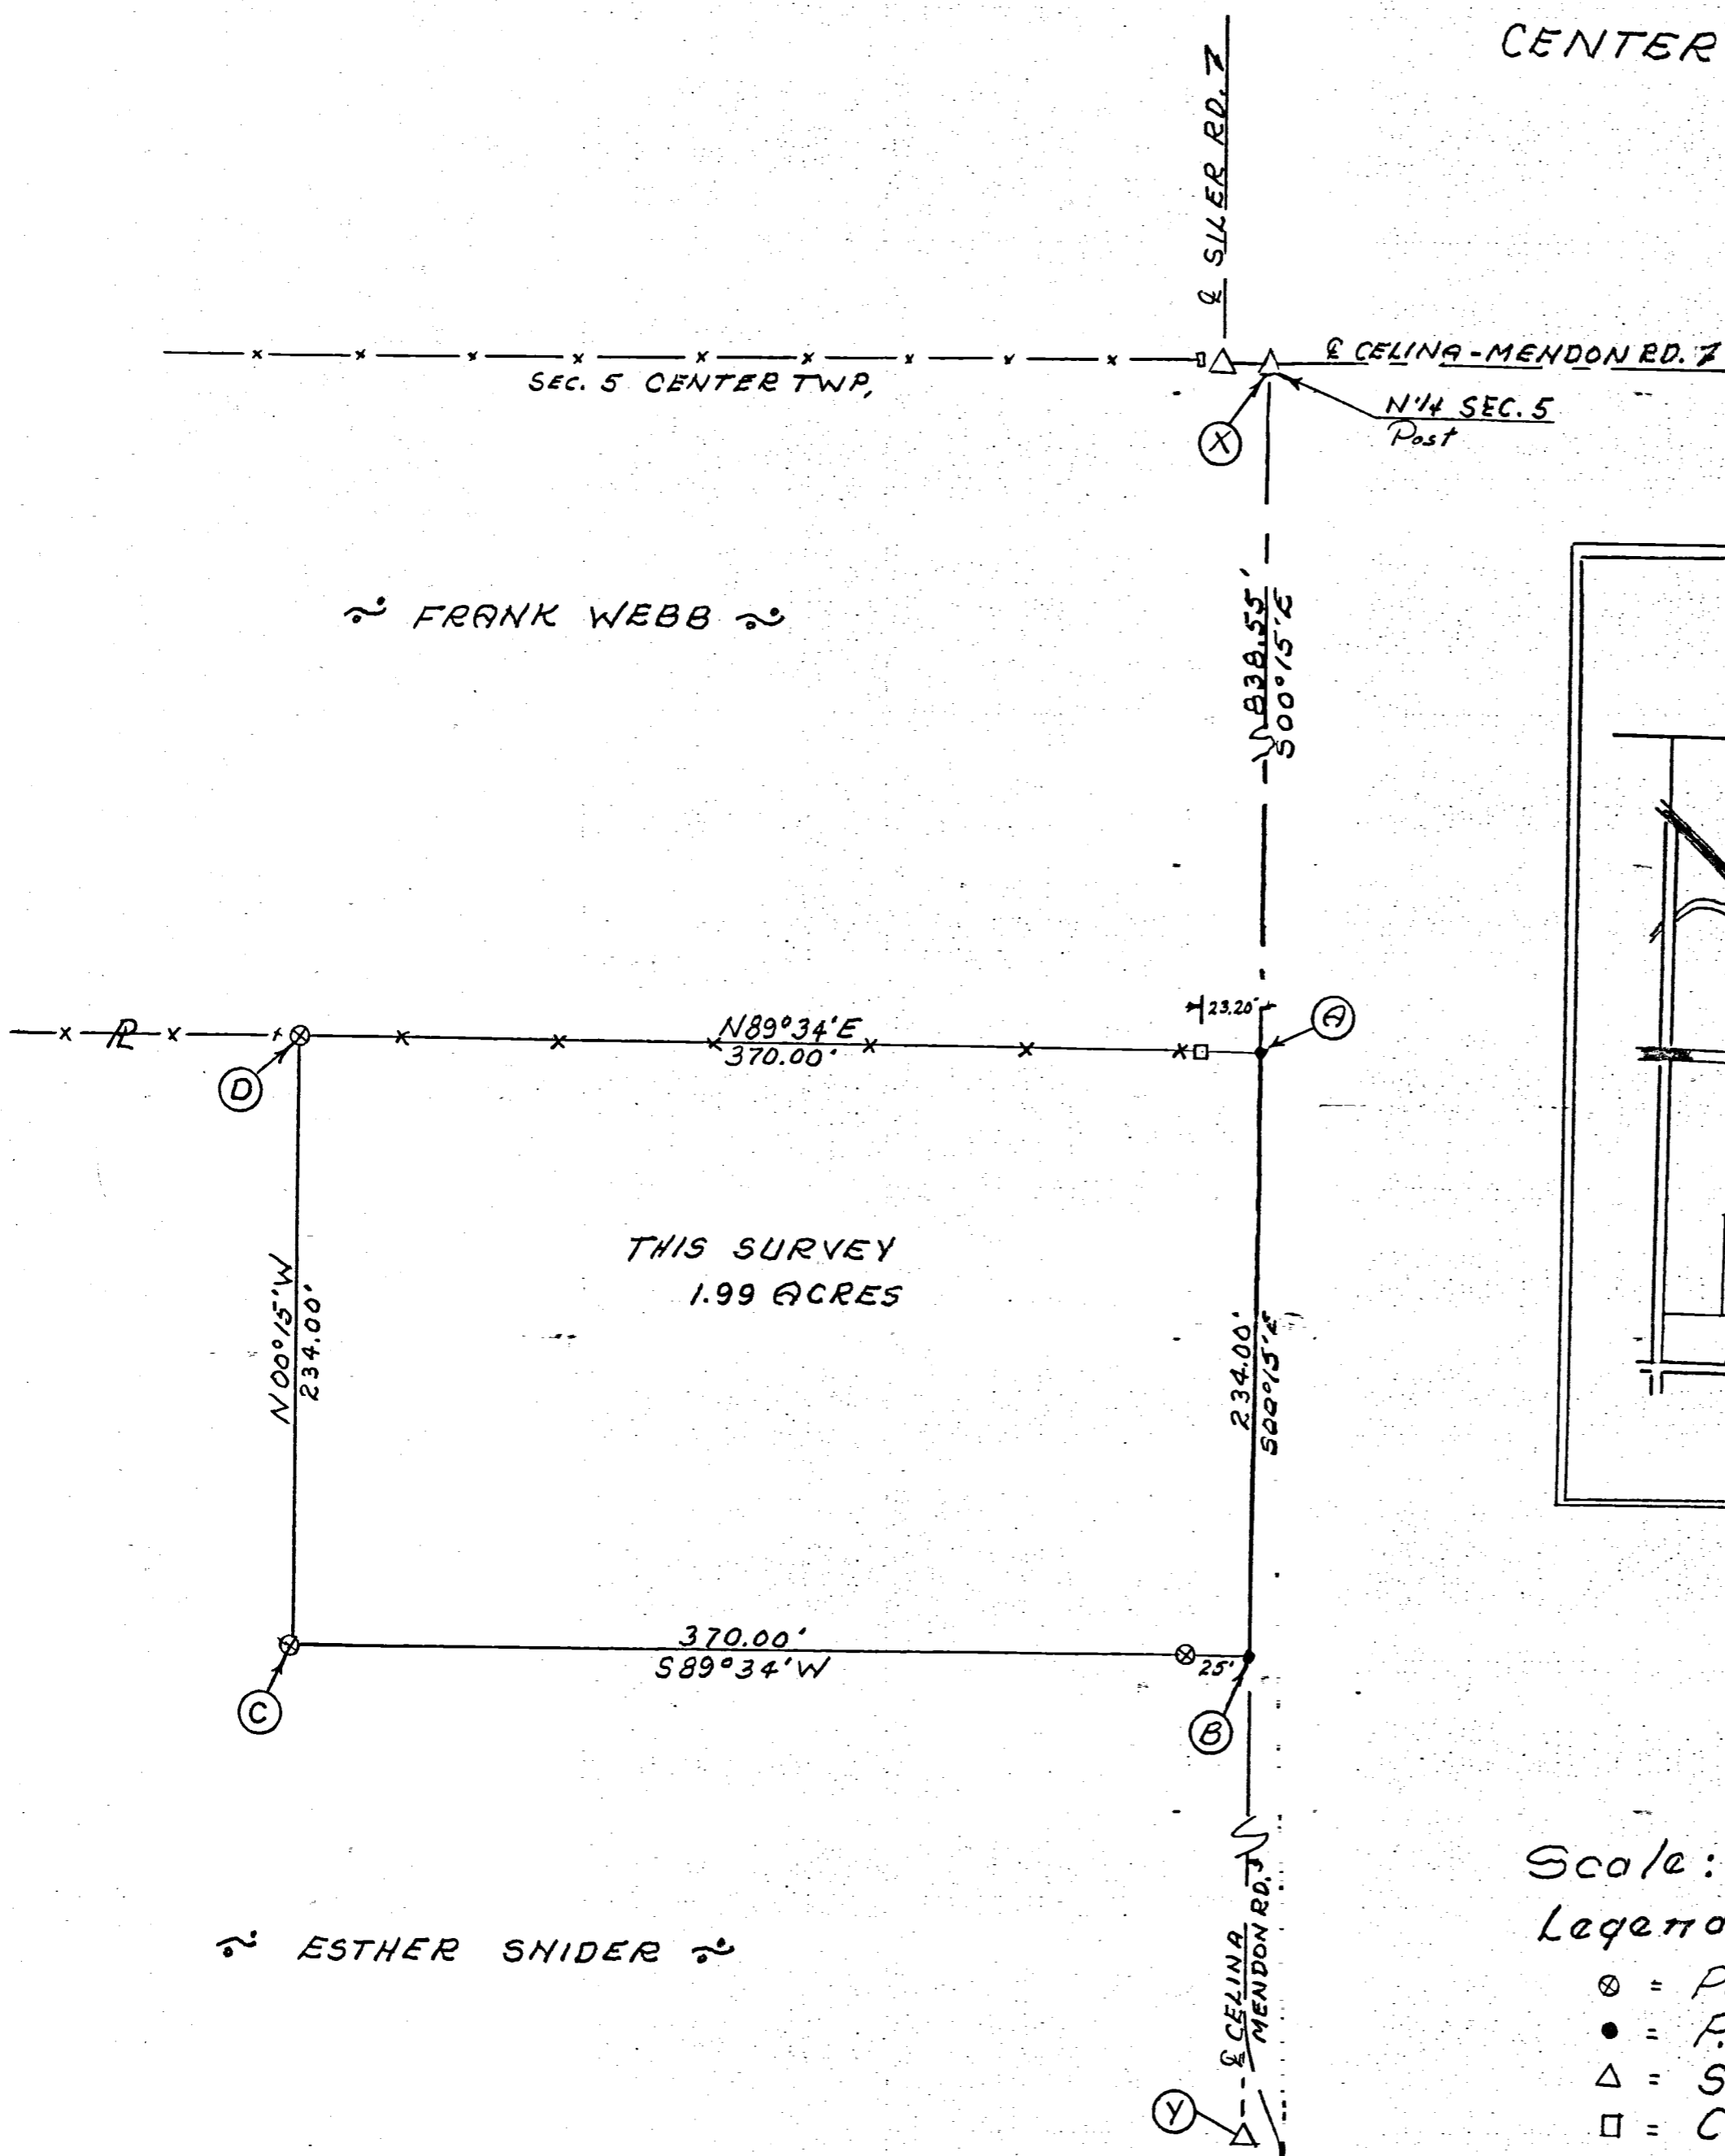 CENTER
℄ SILER RD. 7
℄ CELINA-MENDON RD. 7
SEC. 5 CENTER TWP,
N'/4 SEC. 5
Post
X
838.55'
S00°15'E
FRANK WEBB
23.20'
A
PL
N89°34'E
370.00'
D
THIS SURVEY
1.99 ACRES
N00°15'W
234.00'
234.00'
S00°15'E
370.00'
S89°34'W
25'
C
B
Scale:
Legen
ESTHER SNIDER
℄ CELINA
MENDON RD.
⊗ = P
● = P.
△ = S
□ = C
Y